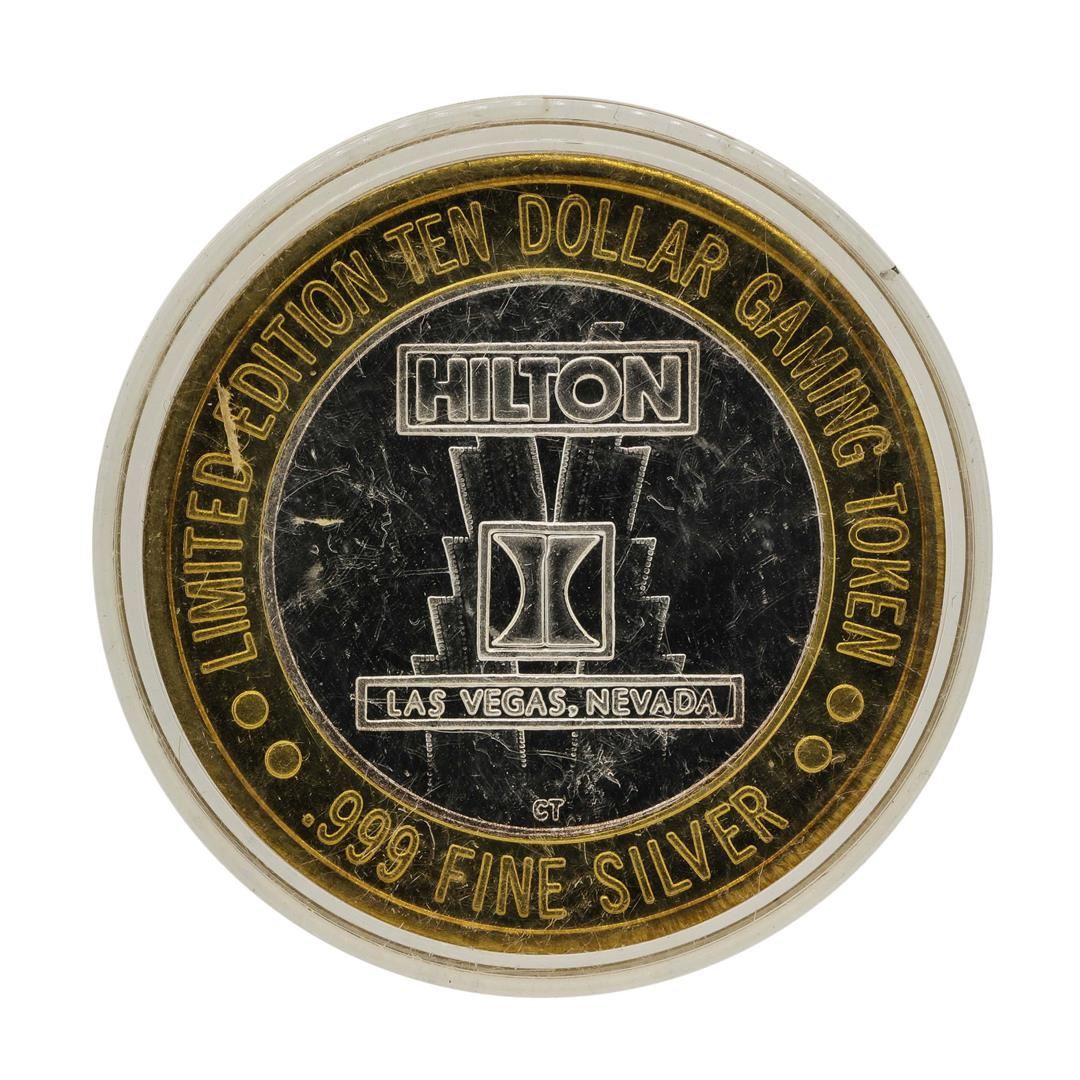 LIMITED EDITION TEN DOLLAR GAMING TOKEN
HILTON
LAS VEGAS, NEVADA
CT
.999 FINE SILVER